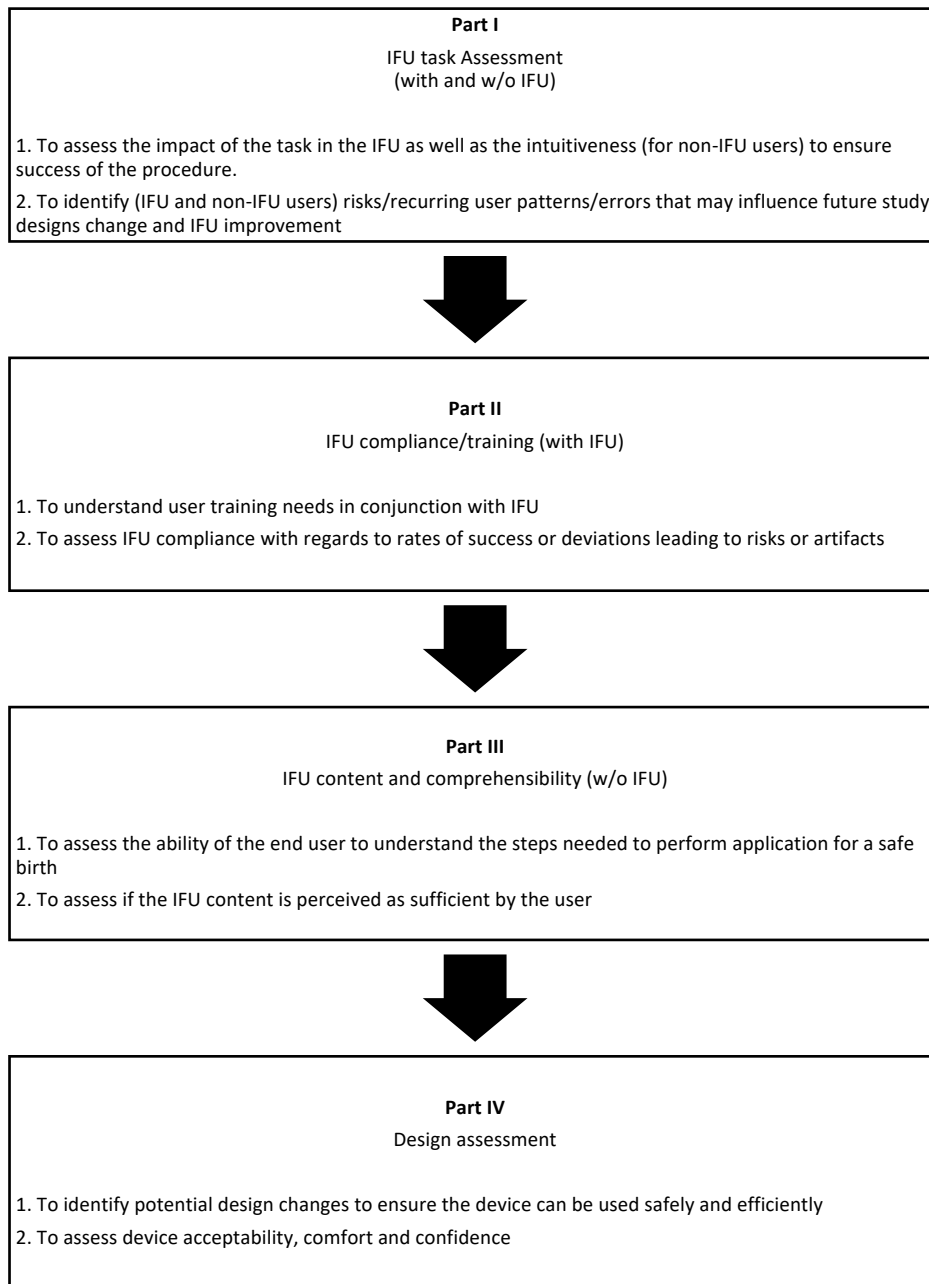 Part I
IFU task Assessment
(with and w/o IFU)
1. To assess the impact of the task in the IFU as well as the intuitiveness (for non-IFU users) to ensure
success of the procedure.
2. To identify (IFU and non-IFU users) risks/recurring user patterns/errors that may influence future study
designs change and IFU improvement
Part II
IFU compliance/training (with IFU)
1. To understand user training needs in conjunction with IFU
2. To assess IFU compliance with regards to rates of success or deviations leading to risks or artifacts
Part III
IFU content and comprehensibility (w/o IFU)
1. To assess the ability of the end user to understand the steps needed to perform application for a safe
birth
2. To assess if the IFU content is perceived as sufficient by the user
Part IV
Design assessment
1. To identify potential design changes to ensure the device can be used safely and efficiently
2. To assess device acceptability, comfort and confidence